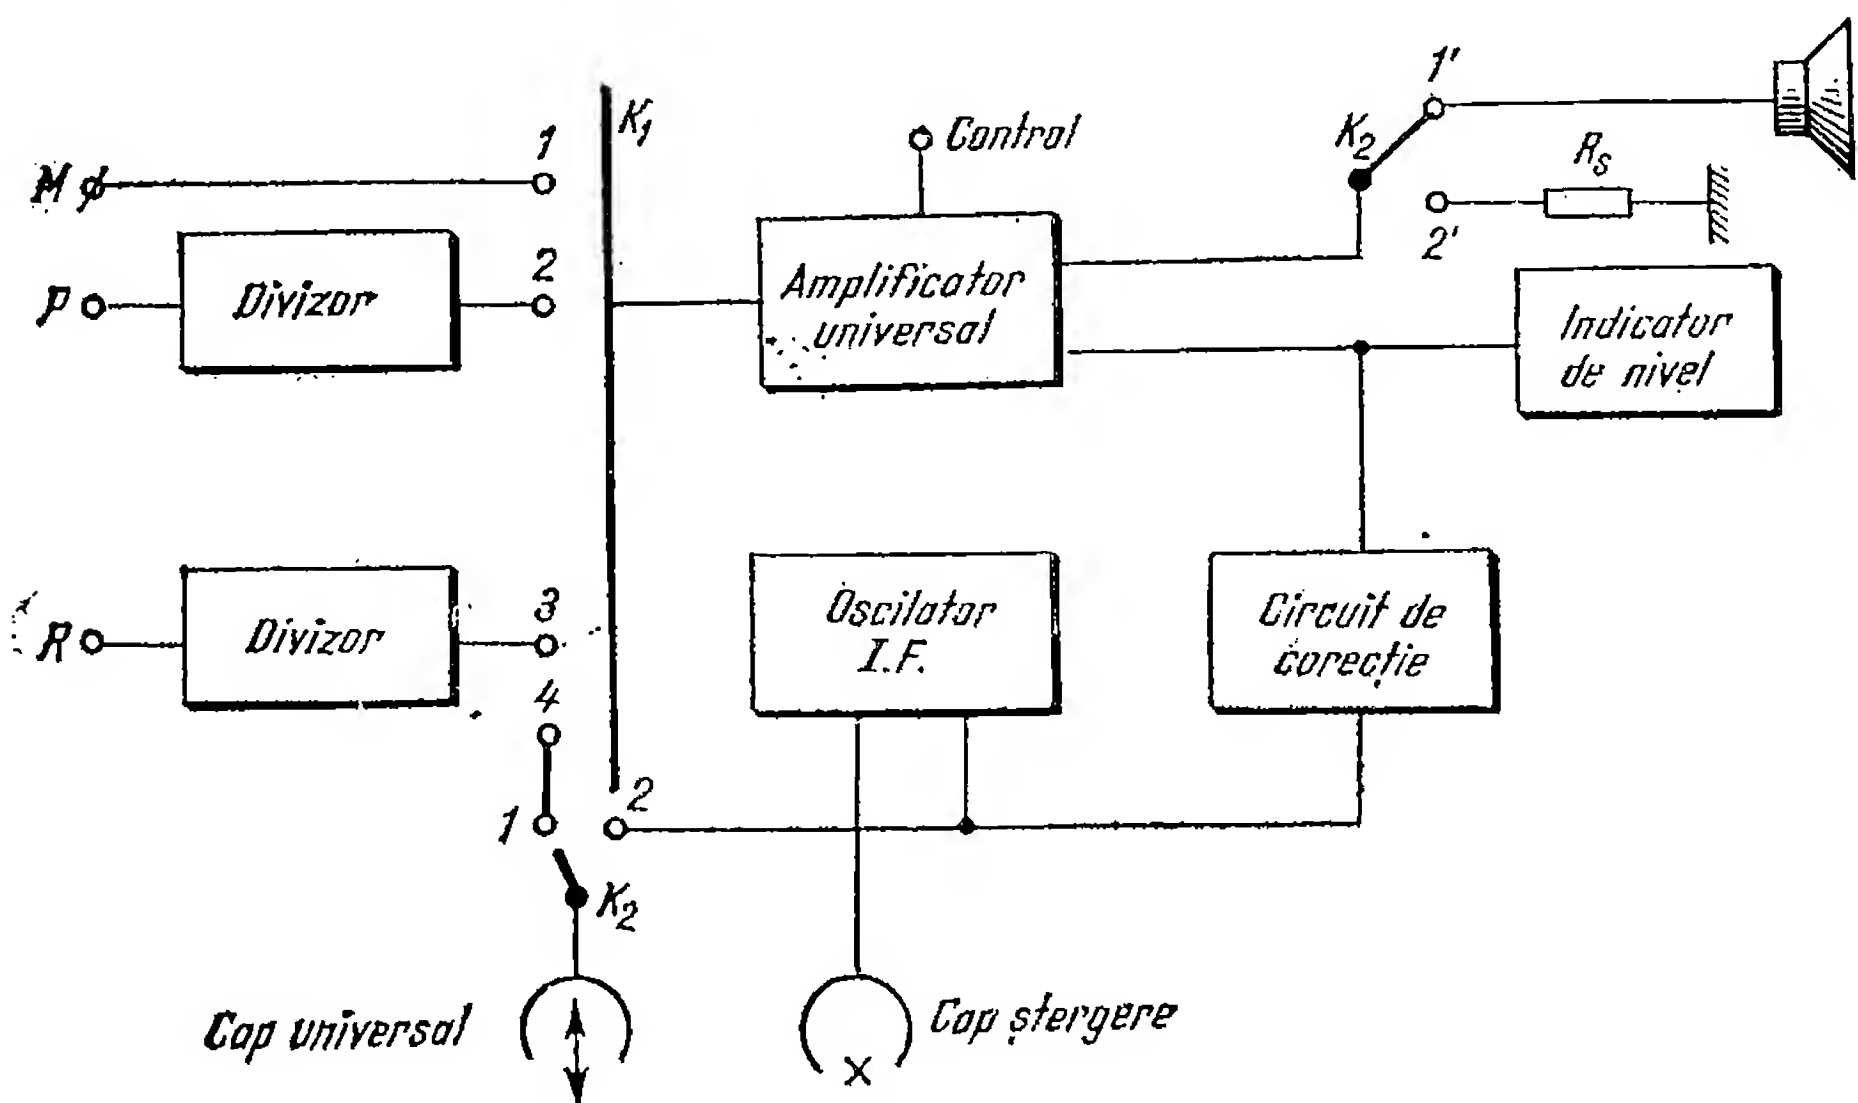 1'
K1
1
Control
K2
M
Rs
2
2'
P
Divizor
Amplificator
universal
Indicator
de nivel
3
R
Divizor
Oscilator
I.F.
Circuit de
corecție
4
2
1
K2
Cap universal
Cap ștergere
X